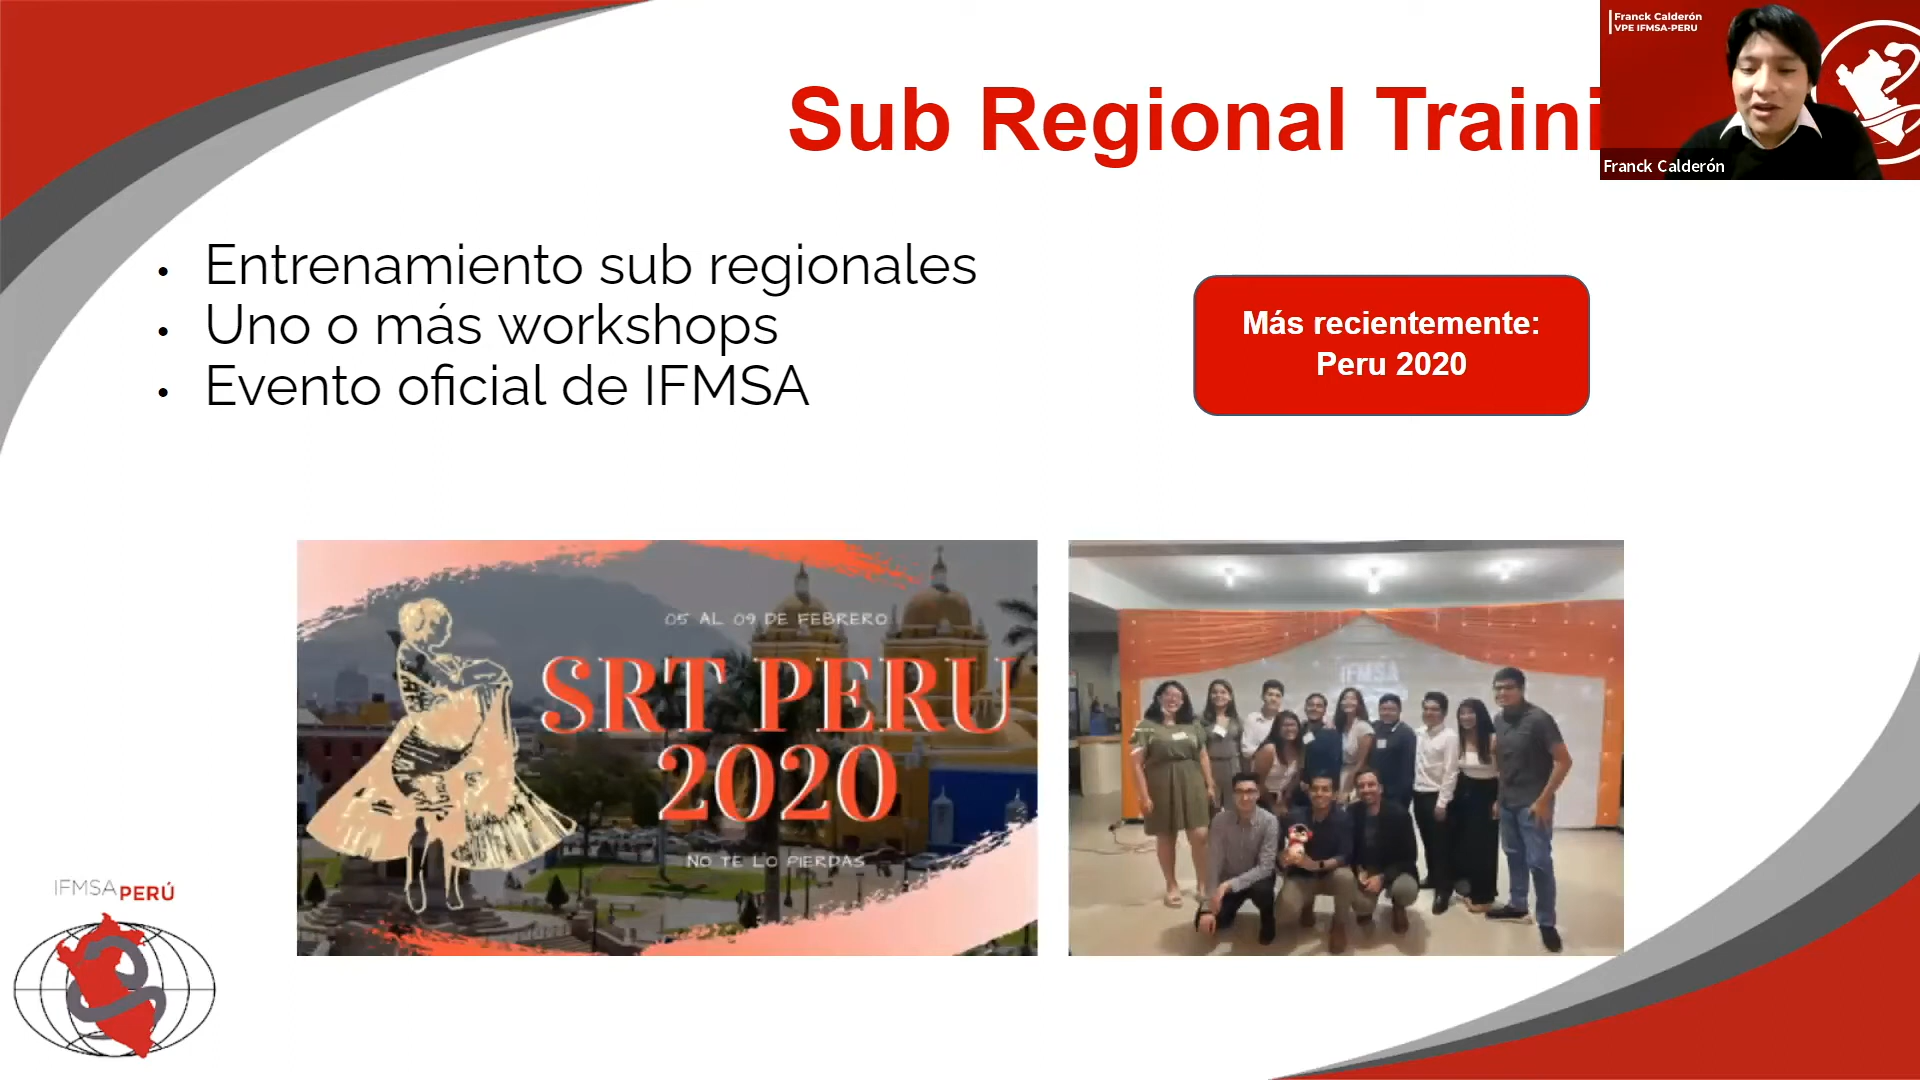 Franck Calderón
VPE IFMSA-PERU
Franck Calderón
Sub Regional Traini
• Entrenamiento sub regionales
• Uno o más workshops
• Evento oficial de IFMSA
Más recientemente:
Peru 2020
05 AL 09 DE FEBRERO
SRT PERU
2020
NO TE LO PIERDAS
IFMSA
IFMSA PERÚ